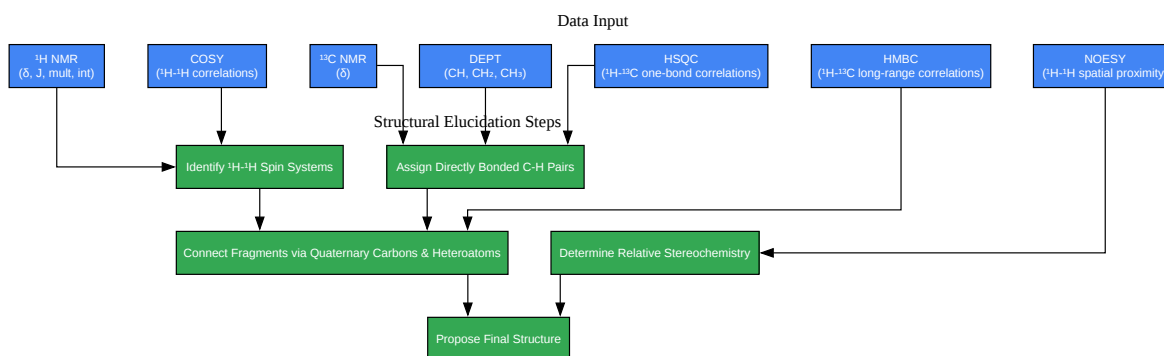 Data Input
¹H NMR
(δ, J, mult, int)
COSY
(¹H-¹H correlations)
¹³C NMR
(δ)
DEPT
(CH, CH₂, CH₃)
HSQC
(¹H-¹³C one-bond correlations)
HMBC
(¹H-¹³C long-range correlations)
NOESY
(¹H-¹H spatial proximity)
Structural Elucidation Steps
Identify ¹H-¹H Spin Systems
Assign Directly Bonded C-H Pairs
Connect Fragments via Quaternary Carbons & Heteroatoms
Determine Relative Stereochemistry
Propose Final Structure